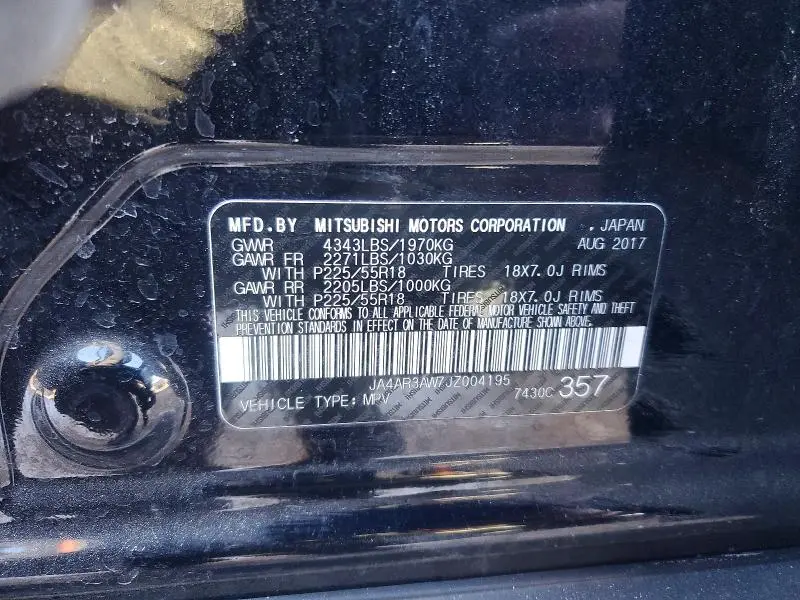 MFD.BY MITSUBISHI MOTORS CORPORATION . JAPAN
GWVR 4343LBS/1970KG AUG 2017
GAWR FR 2271LBS/1030KG
WITH P225/55R18 TIRES 18X7.0J RIMS
GAWR RR 2205LBS/1000KG
WITH P225/55R18 TIRES 18X7.0J RIMS
THIS VEHICLE CONFORMS TO ALL APPLICABLE FEDERAL MOTOR VEHICLE SAFETY AND THEFT
PREVENTION STANDARDS IN EFFECT ON THE DATE OF MANUFACTURE SHOWN ABOVE.
JA4AR3AW7JZ004195
VEHICLE TYPE: MPV 7430C 357